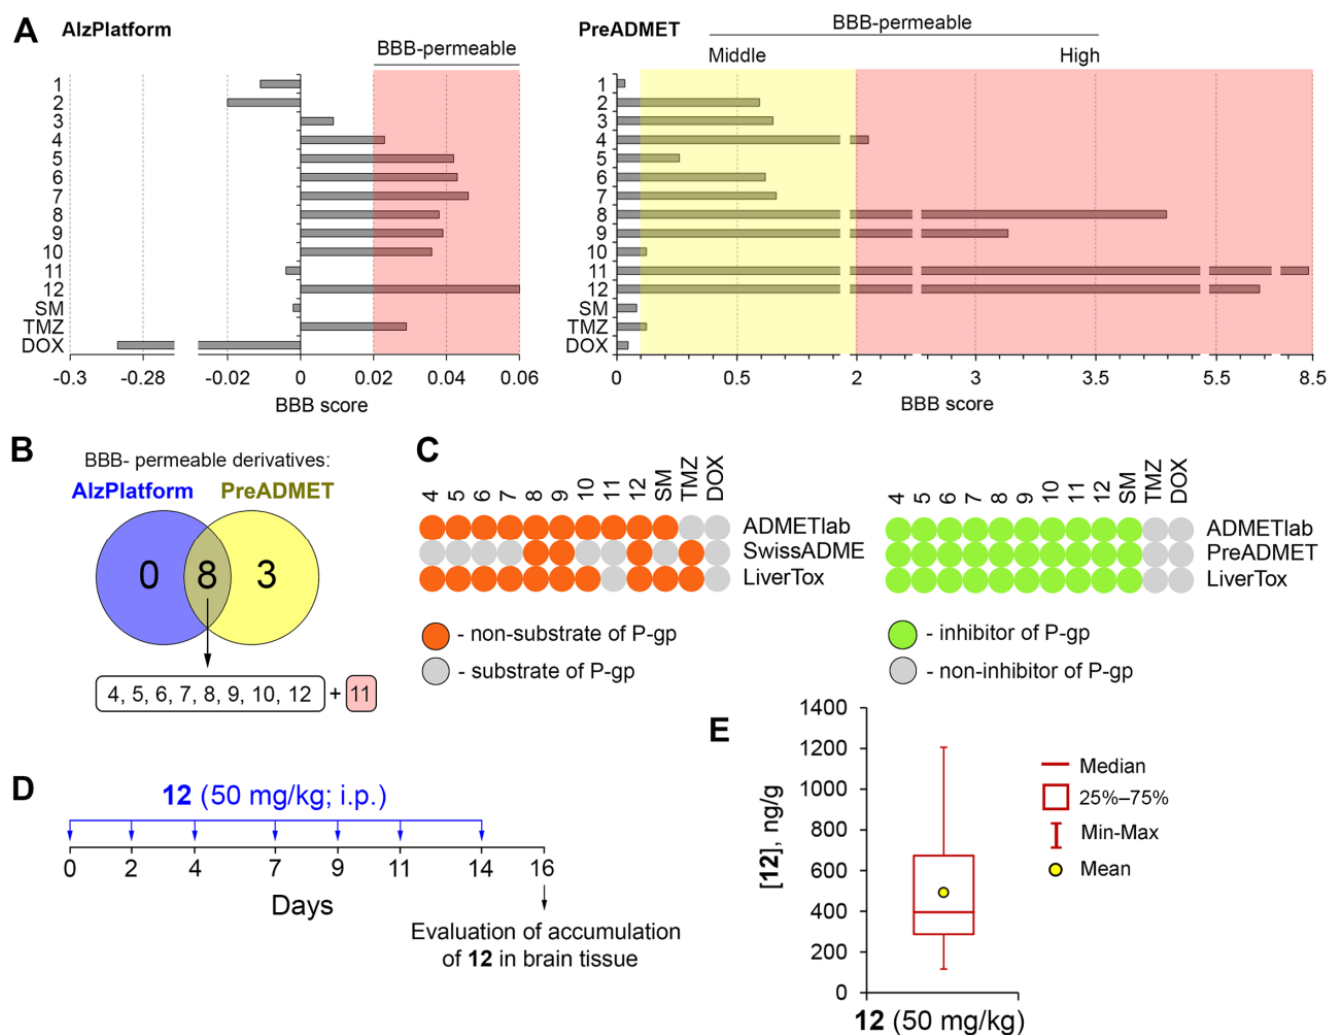 A
AlzPlatform
BBB-permeable
1
2
3
4
5
6
7
8
9
10
11
12
SM
TMZ
DOX
-0.3 -0.28 -0.02 0 0.02 0.04 0.06
BBB score
PreADMET
BBB-permeable
Middle High
1
2
3
4
5
6
7
8
9
10
11
12
SM
TMZ
DOX
0 0.5 2 3 3.5 5.5 8.5
BBB score
B
BBB- permeable derivatives:
AlzPlatform PreADMET
0 8 3
4, 5, 6, 7, 8, 9, 10, 12 + 11
C
4 5 6 7 8 9 10 11 12 SM TMZ DOX
ADMETlab
SwissADME
LiverTox
- non-substrate of P-gp
- substrate of P-gp
4 5 6 7 8 9 10 11 12 SM TMZ DOX
ADMETlab
PreADMET
LiverTox
- inhibitor of P-gp
- non-inhibitor of P-gp
D
12 (50 mg/kg; i.p.)
0 2 4 7 9 11 14 16
Days
Evaluation of accumulation
of 12 in brain tissue
E
[12], ng/g
1400
1200
1000
800
600
400
200
0
12 (50 mg/kg)
Median
25%–75%
Min-Max
Mean